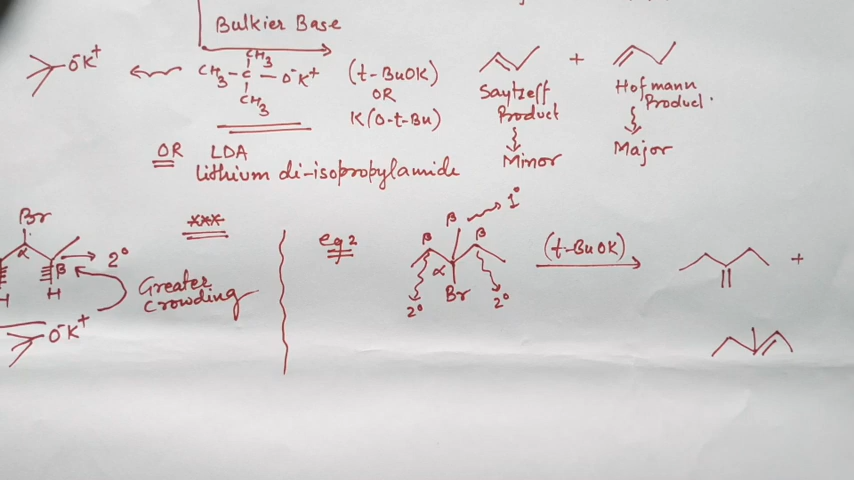 Bulkier Base
CH3
CH3-C-O⁻K⁺ (t-BuOK)
CH3
OR
K(O-t-Bu)
O⁻K⁺
+
Saytzeff
Product
Minor
Hofmann
Product.
Major
OR LDA
Lithium di-isopropylamide
Br
α
β
2°
H
H
Greater
Crowding
O⁻K⁺
xxx
eg 2
β
1°
β
β
α
Br
2°
2°
(t-BuOK)
+